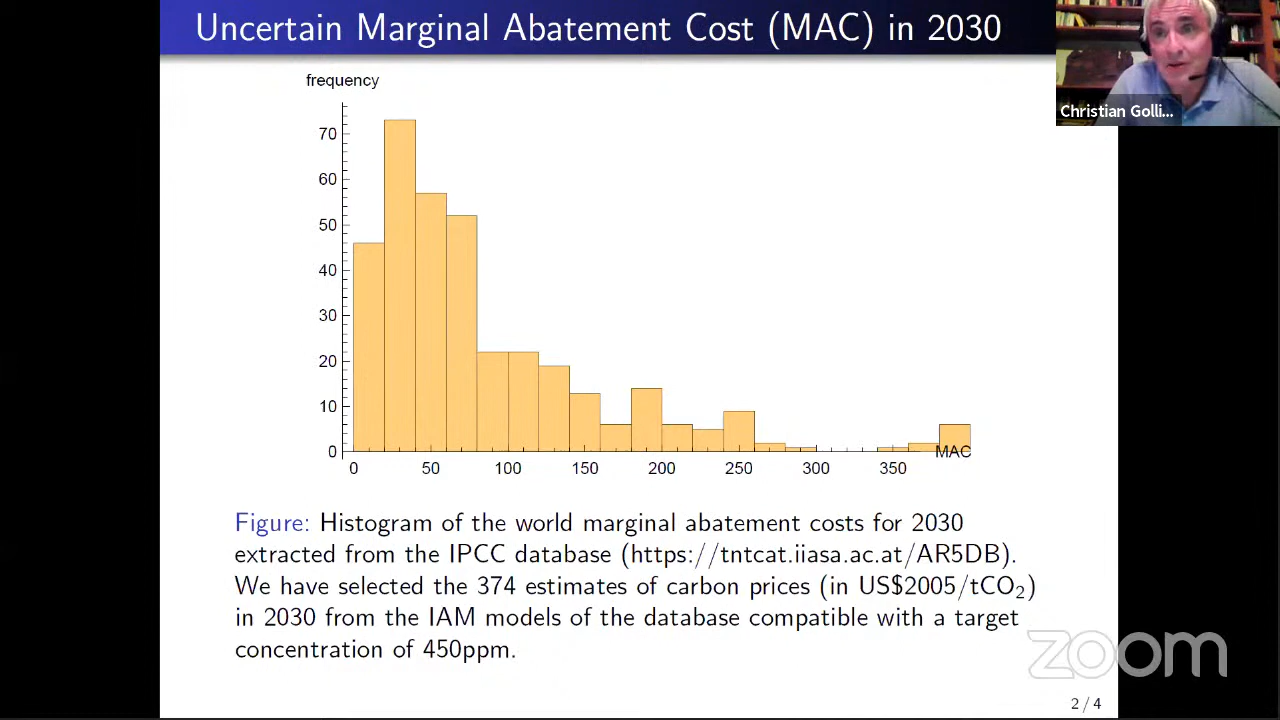 Uncertain Marginal Abatement Cost (MAC) in 2030
Christian Golli...
frequency
70
60
50
40
30
20
10
0
0 50 100 150 200 250 300 350 MAC
Figure: Histogram of the world marginal abatement costs for 2030
extracted from the IPCC database (https://tntcat.iiasa.ac.at/AR5DB).
We have selected the 374 estimates of carbon prices (in US$2005/tCO₂)
in 2030 from the IAM models of the database compatible with a target
concentration of 450ppm.
zoom
2 / 4